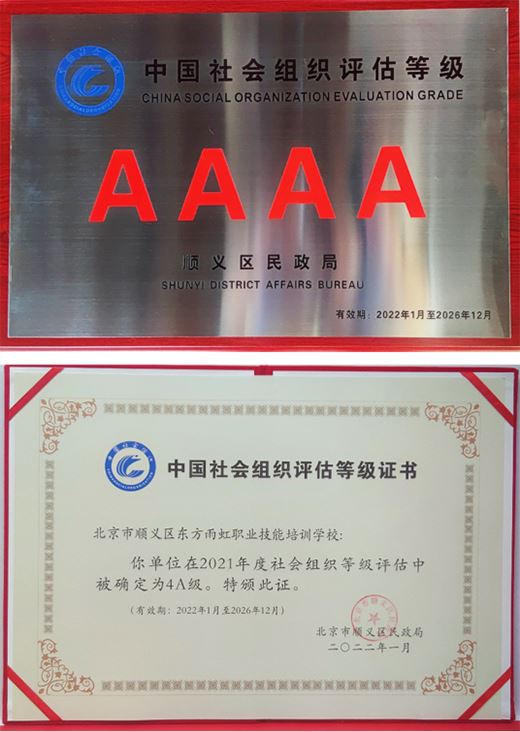 中国社会组织评估等级
CHINA SOCIAL ORGANIZATION EVALUATION GRADE
AAAA
顺义区民政局
SHUNYI DISTRICT AFFAIRS BUREAU
有效期：2022年1月至2026年12月
中国社会组织评估等级证书
北京市顺义区东方雨虹职业技能培训学校：
你单位在2021年度社会组织等级评估中
被确定为4A级。特颁此证。
（有效期：2022年1月至2026年12月）
北京市顺义区民政局
二〇二二年一月